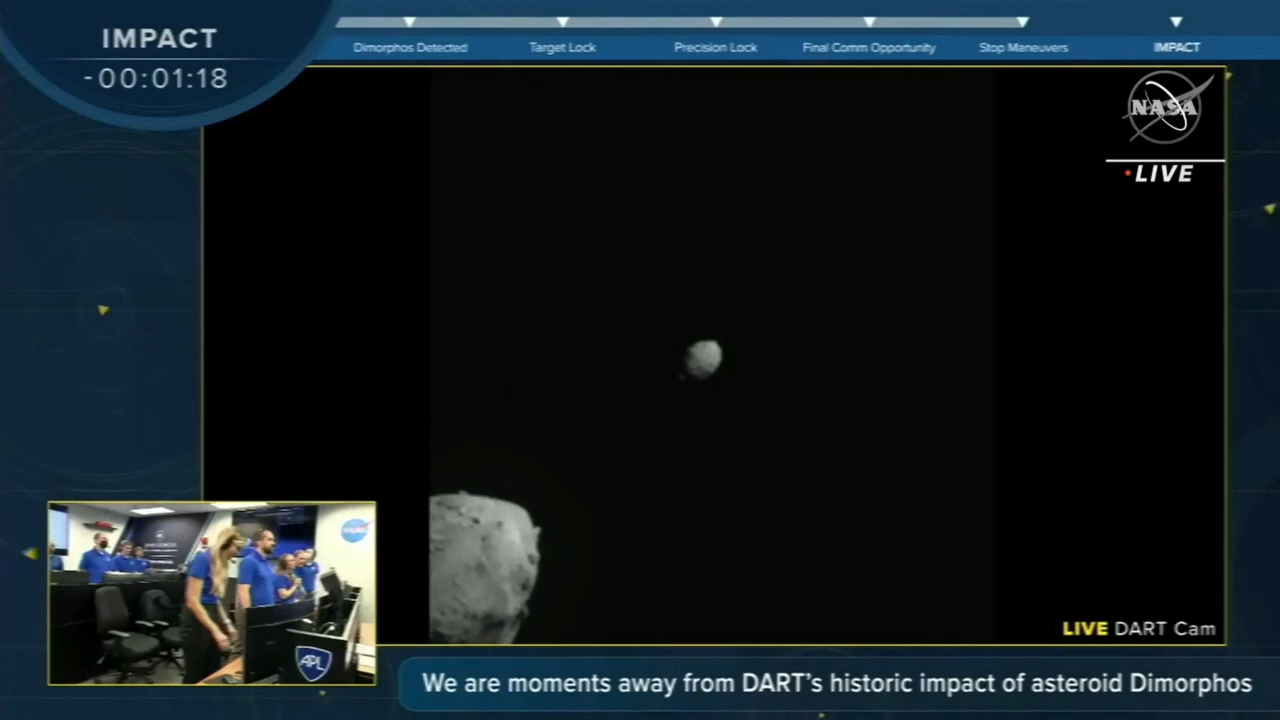 IMPACT
-00:01:18
Dimorphos Detected
Target Lock
Precision Lock
Final Comm Opportunity
Stop Maneuvers
IMPACT
NASA
LIVE
LIVE DART Cam
APL
We are moments away from DART's historic impact of asteroid Dimorphos